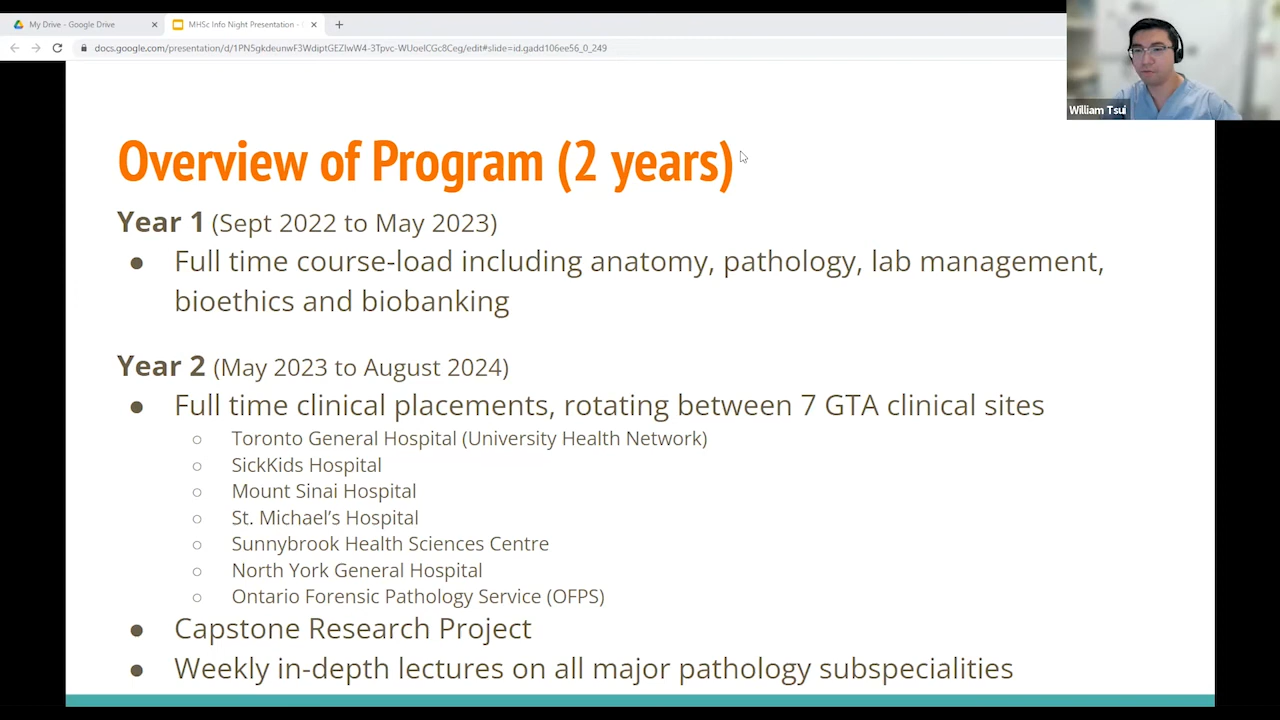 My Drive - Google Drive
MHSc Info Night Presentation -
docs.google.com/presentation/d/1PN5gkdeunwF3WdiptGEZlwW4-3Tpvc-WUoelCGc8Ceg/edit#slide=id.gadd106ee56_0_249
William Tsui
Overview of Program (2 years)
Year 1 (Sept 2022 to May 2023)
● Full time course-load including anatomy, pathology, lab management,
bioethics and biobanking
Year 2 (May 2023 to August 2024)
● Full time clinical placements, rotating between 7 GTA clinical sites
○ Toronto General Hospital (University Health Network)
○ SickKids Hospital
○ Mount Sinai Hospital
○ St. Michael's Hospital
○ Sunnybrook Health Sciences Centre
○ North York General Hospital
○ Ontario Forensic Pathology Service (OFPS)
● Capstone Research Project
● Weekly in-depth lectures on all major pathology subspecialities